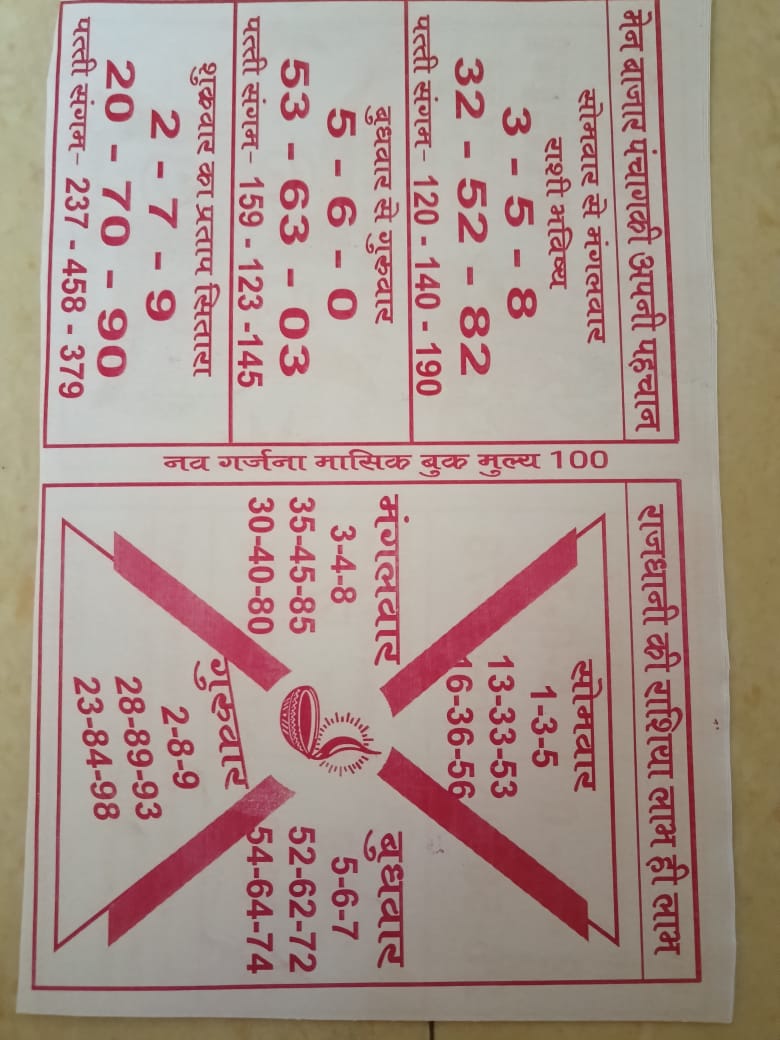 मेन बाजार पंचागकी अपनी पहचान
सोमवार से मंगलवार
राशी भविष्य
3 - 5 - 8
32 - 52 - 82
पत्ती संगम - 120 - 140 - 190
बुधवार से गुरुवार
5 - 6 - 0
53 - 63 - 03
पत्ती संगम - 159 - 123 -145
शुक्रवार का प्रताप सितारा
2 - 7 - 9
20 - 70 - 90
पत्ती संगम - 237 - 458 - 379
नव गर्जना मासिक बुक मुल्य 100
राजधानी की राशिया लाभ ही लाभ
सोमवार
1-3-5
13-33-53
16-36-56
मंगलवार
3-4-8
35-45-85
30-40-80
बुधवार
5-6-7
52-62-72
54-64-74
गुरुवार
2-8-9
28-89-93
23-84-98